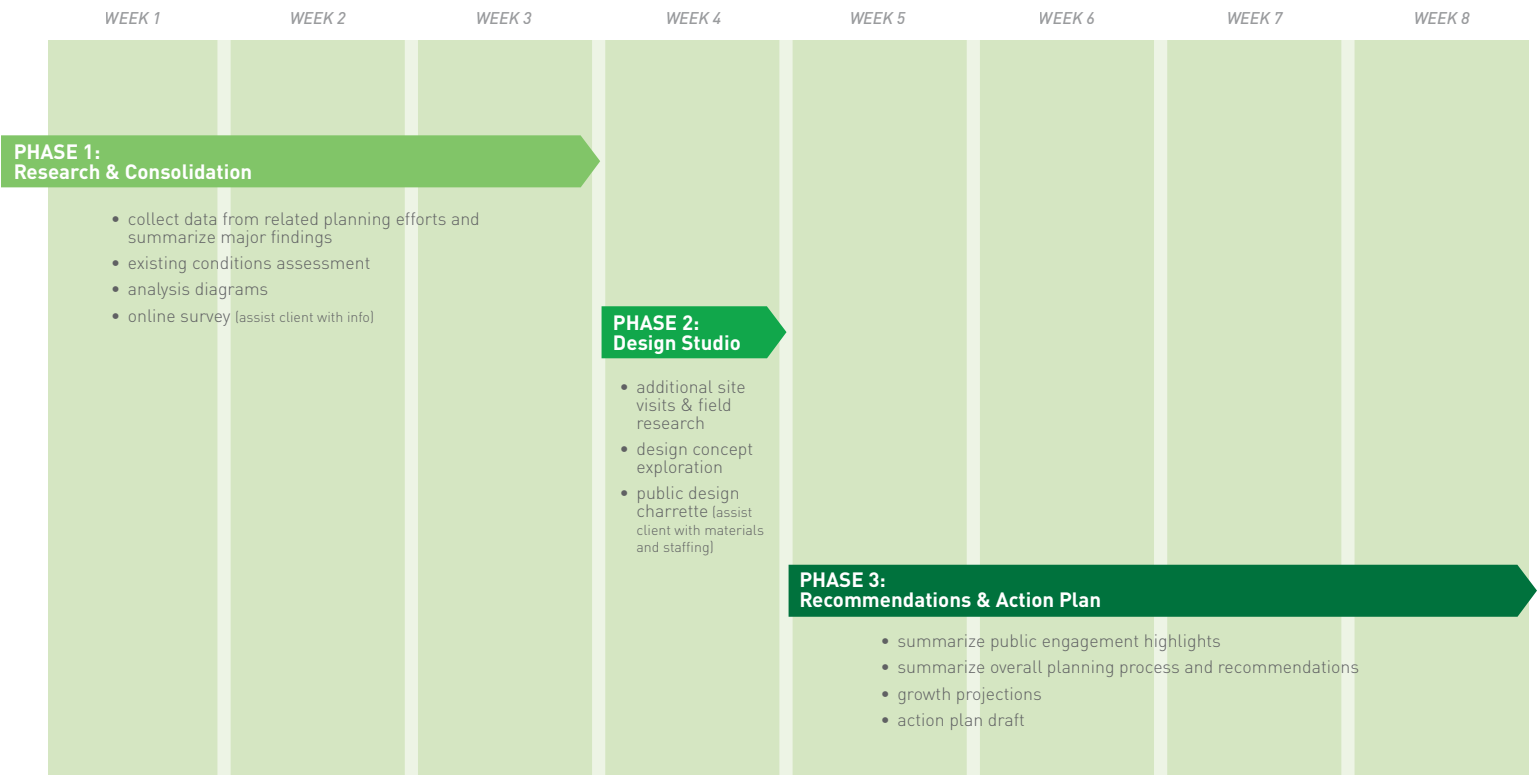 WEEK 1 WEEK 2 WEEK 3 WEEK 4 WEEK 5 WEEK 6 WEEK 7 WEEK 8
PHASE 1:
Research & Consolidation
• collect data from related planning efforts and
summarize major findings
• existing conditions assessment
• analysis diagrams
• online survey (assist client with info)
PHASE 2:
Design Studio
• additional site
visits & field
research
• design concept
exploration
• public design
charrette (assist
client with materials
and staffing)
PHASE 3:
Recommendations & Action Plan
• summarize public engagement highlights
• summarize overall planning process and recommendations
• growth projections
• action plan draft